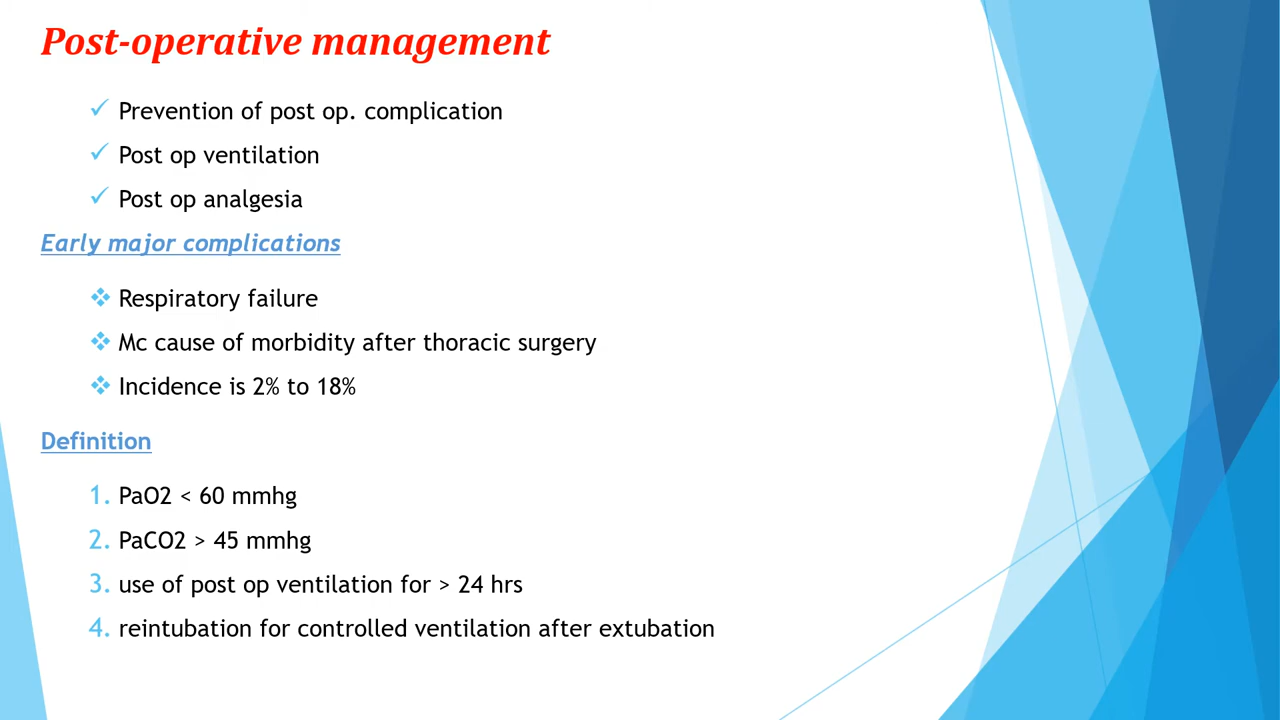 Post-operative management
✓ Prevention of post op. complication
✓ Post op ventilation
✓ Post op analgesia
Early major complications
❖ Respiratory failure
❖ Mc cause of morbidity after thoracic surgery
❖ Incidence is 2% to 18%
Definition
1. PaO2 < 60 mmhg
2. PaCO2 > 45 mmhg
3. use of post op ventilation for > 24 hrs
4. reintubation for controlled ventilation after extubation